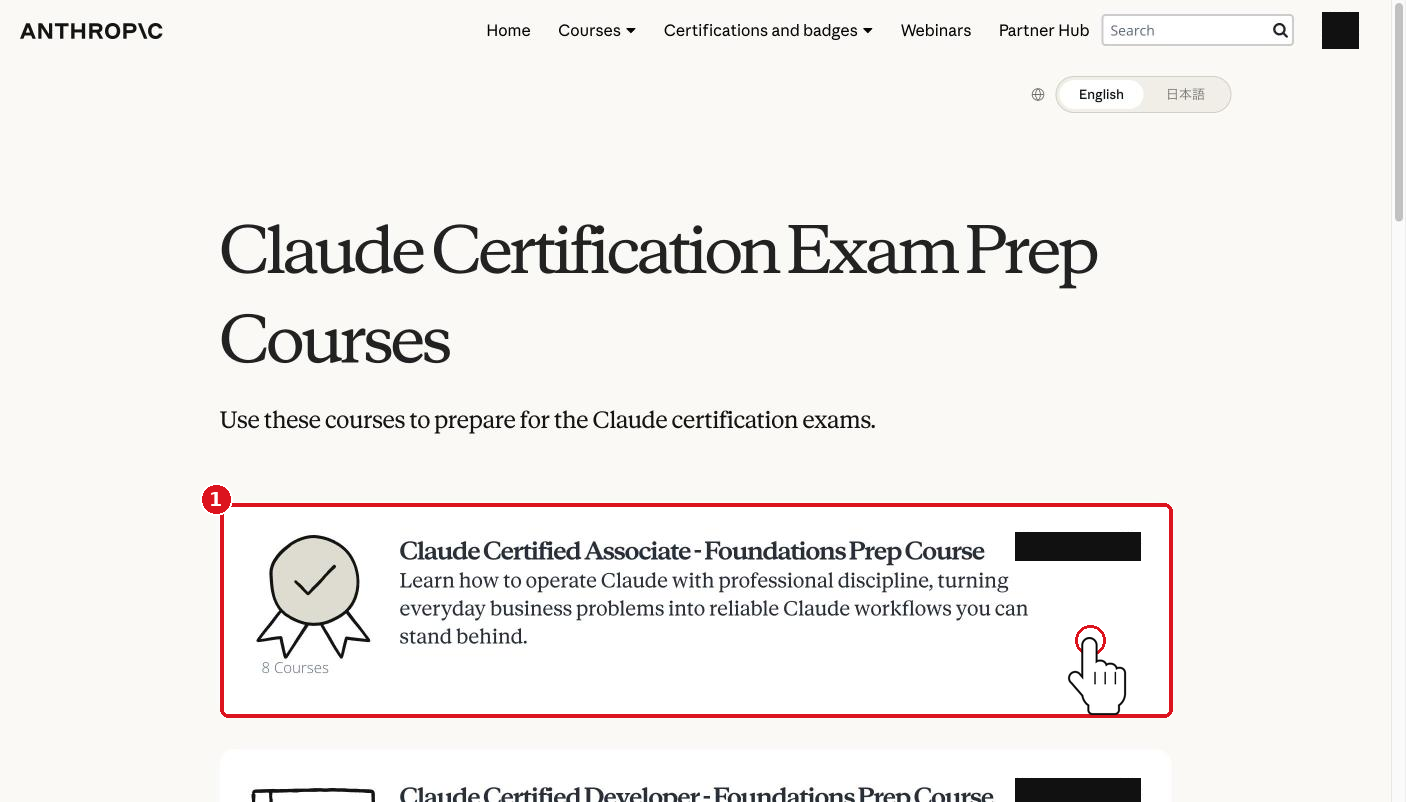 ANTHROP\C
Home Courses Certifications and badges Webinars Partner Hub Search
English 日本語
Claude Certification Exam Prep
Courses
Use these courses to prepare for the Claude certification exams.
1
Claude Certified Associate - Foundations Prep Course
Learn how to operate Claude with professional discipline, turning
everyday business problems into reliable Claude workflows you can
stand behind.
8 Courses
Claude Certified Developer - Foundations Prep Course